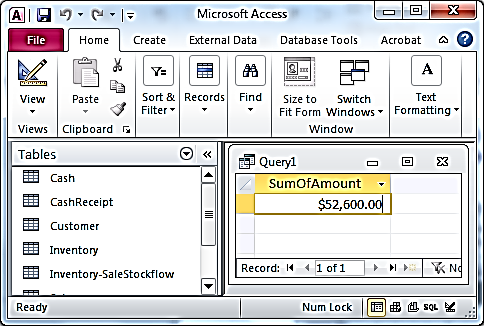 A
Microsoft Access
File Home Create External Data Database Tools Acrobat
View Paste Sort & Filter Records Find Size to Fit Form Switch Windows Text Formatting
Views Clipboard Window
Tables
Cash
CashReceipt
Customer
Inventory
Inventory-SaleStockflow
Query1
SumOfAmount
$52,600.00
Record: 1 of 1 No
Ready Num Lock SQL